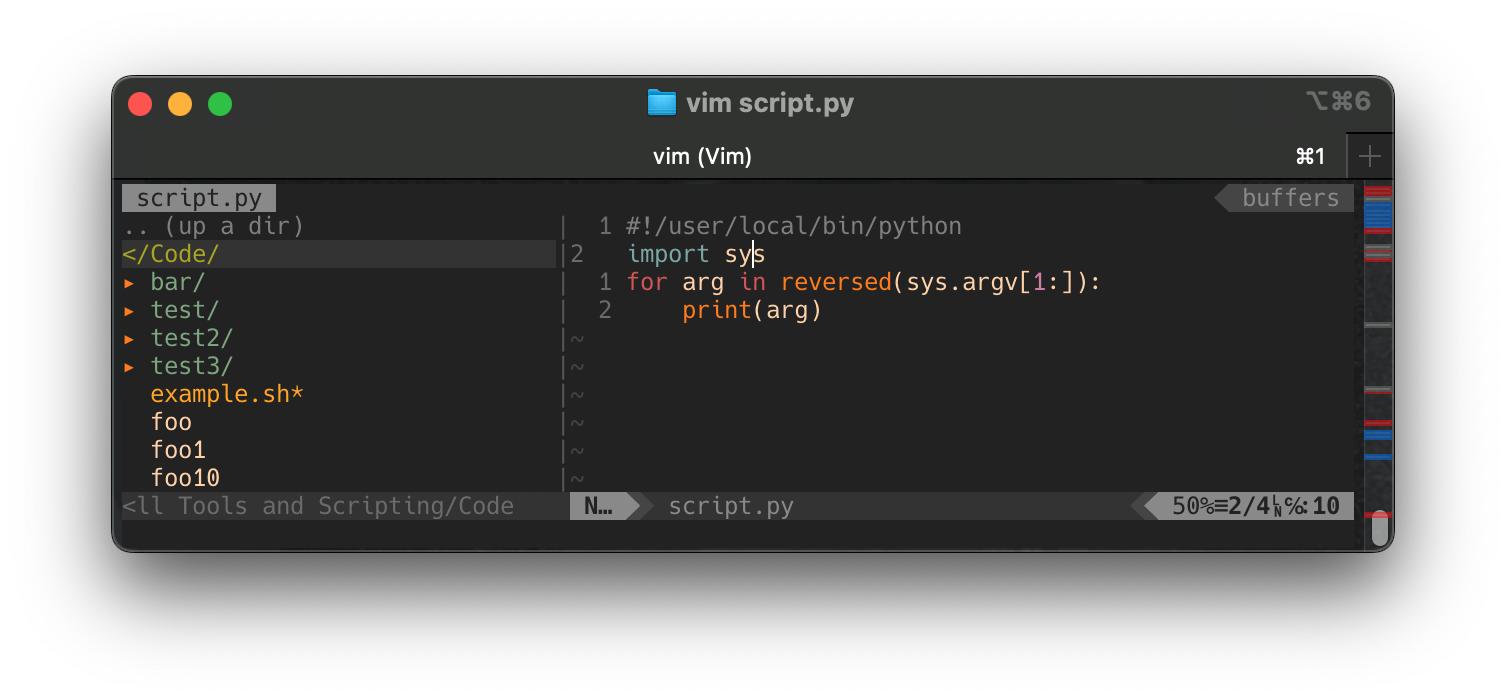 vim script.py ⌥⌘6
vim (Vim) ⌘1
script.py buffers
.. (up a dir)
</Code/
▸ bar/
▸ test/
▸ test2/
▸ test3/
example.sh*
foo
foo1
foo10
<ll Tools and Scripting/Code
1 #!/user/local/bin/python
2 import sys
1 for arg in reversed(sys.argv[1:]):
2 print(arg)
~
~
~
~
~
~
N… script.py 50%≡2/4␤℅:10